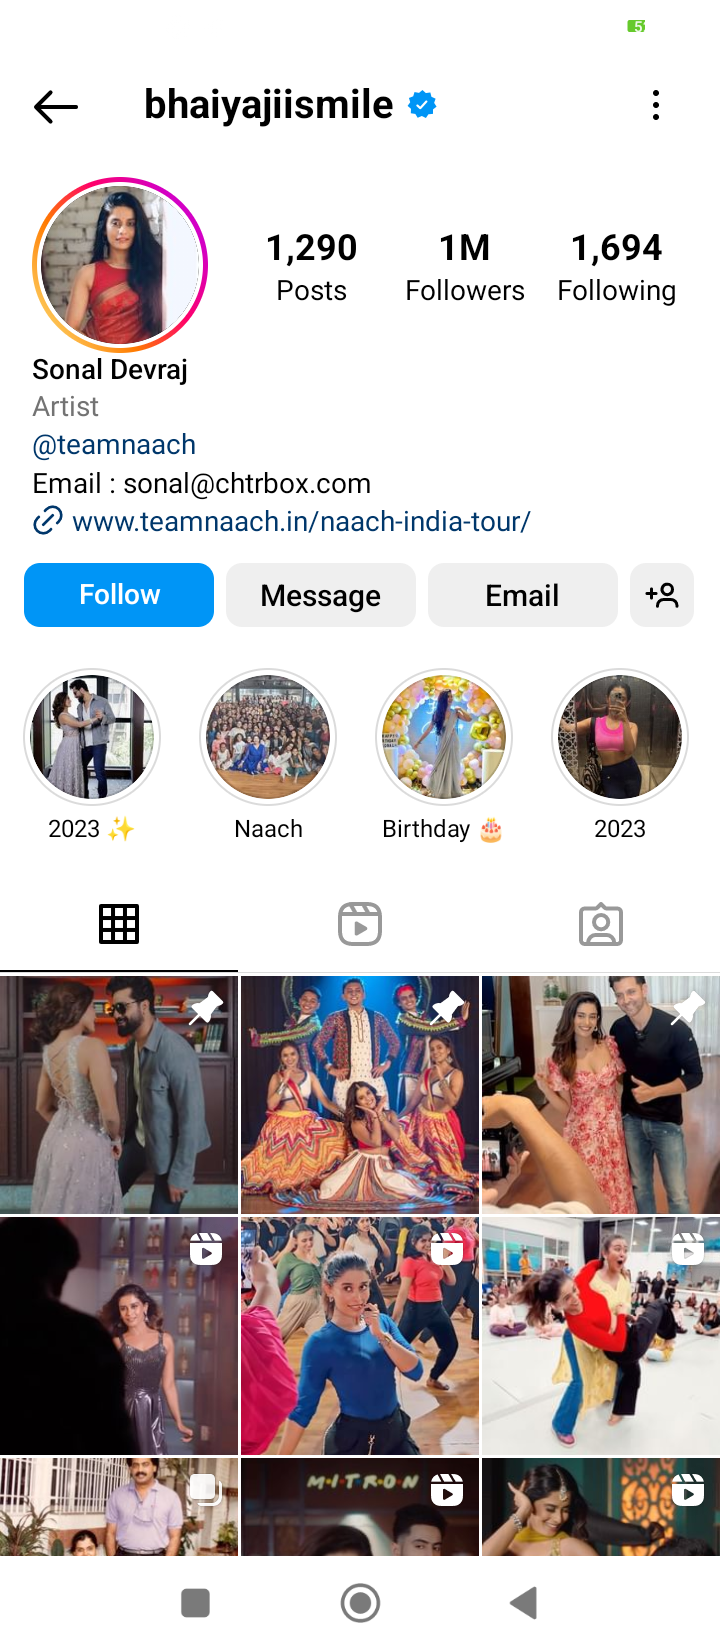 5
bhaiyajiismile
1,290 1M 1,694
Posts Followers Following
Sonal Devraj
Artist
@teamnaach
Email : sonal@chtrbox.com
www.teamnaach.in/naach-india-tour/
Follow Message Email
2023 ✨ Naach Birthday 🎂 2023
MITRON